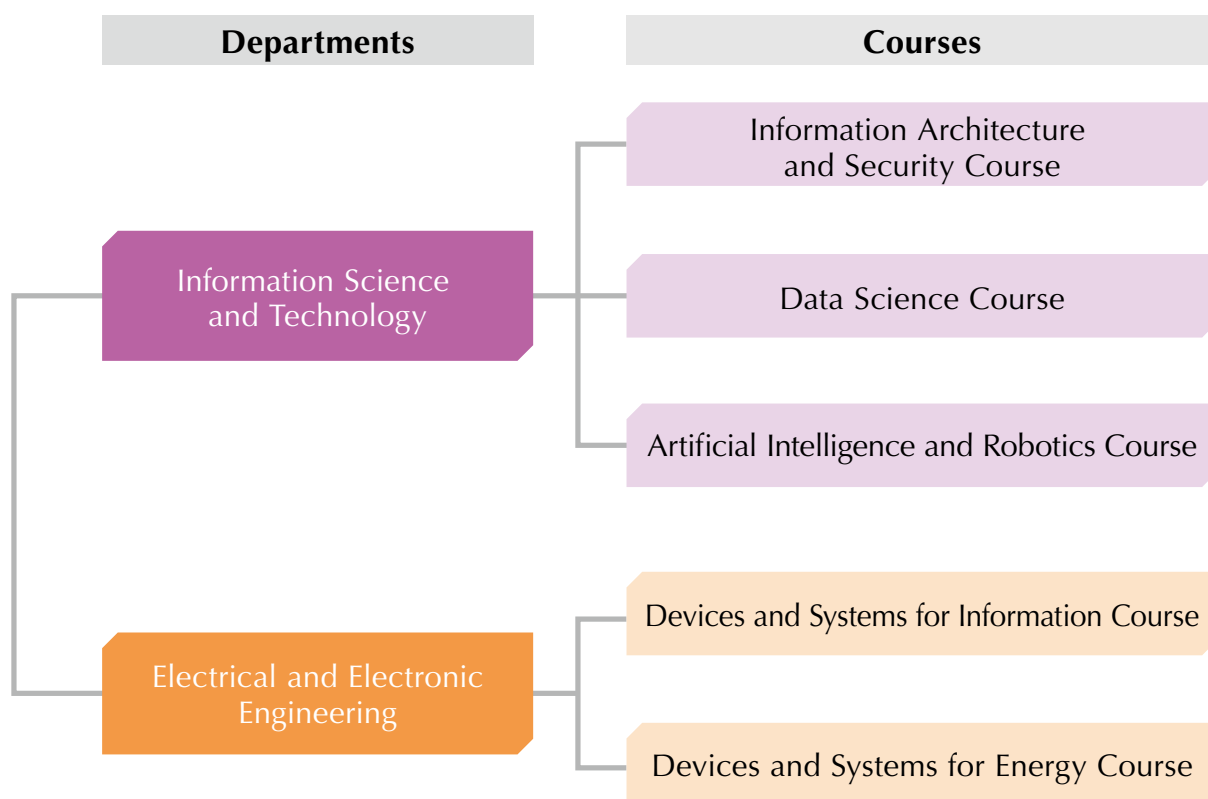 Departments
Courses
Information Science
and Technology
Information Architecture
and Security Course
Data Science Course
Artificial Intelligence and Robotics Course
Electrical and Electronic
Engineering
Devices and Systems for Information Course
Devices and Systems for Energy Course